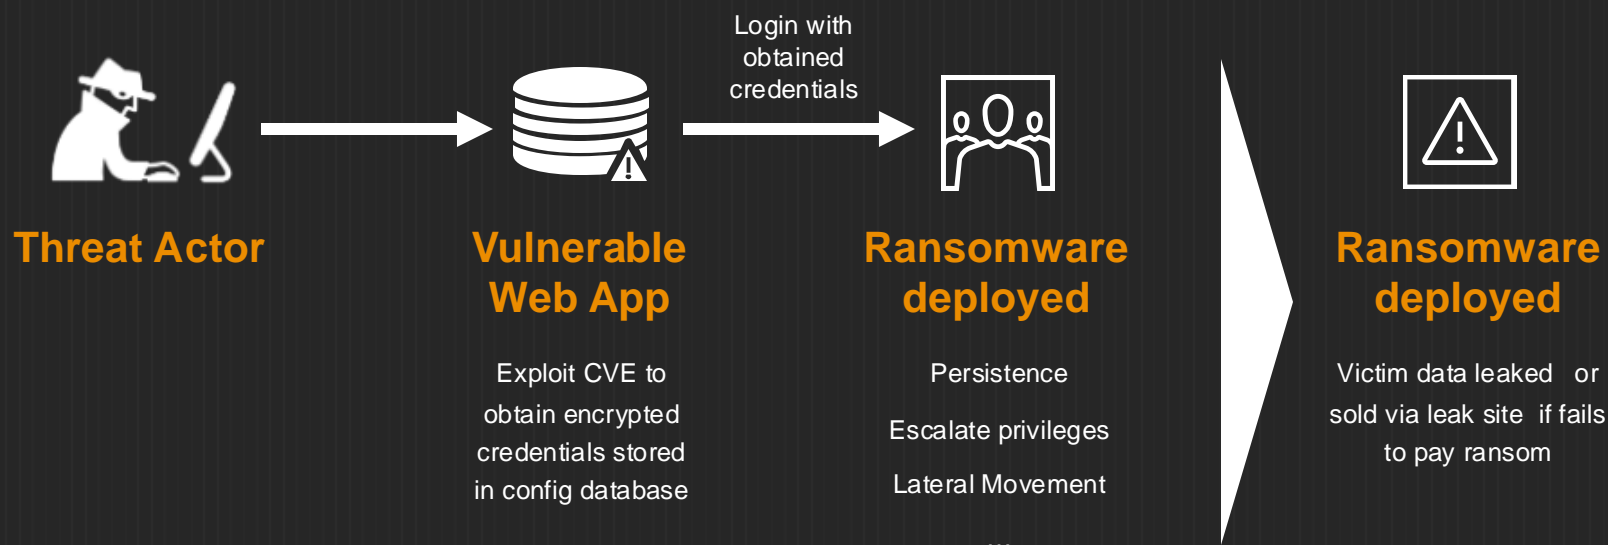 Login with
obtained
credentials
Threat Actor
Vulnerable
Web App
Exploit CVE to
obtain encrypted
credentials stored
in config database
Ransomware
deployed
Persistence
Escalate privileges
Lateral Movement
...
Ransomware
deployed
Victim data leaked or
sold via leak site if fails
to pay ransom